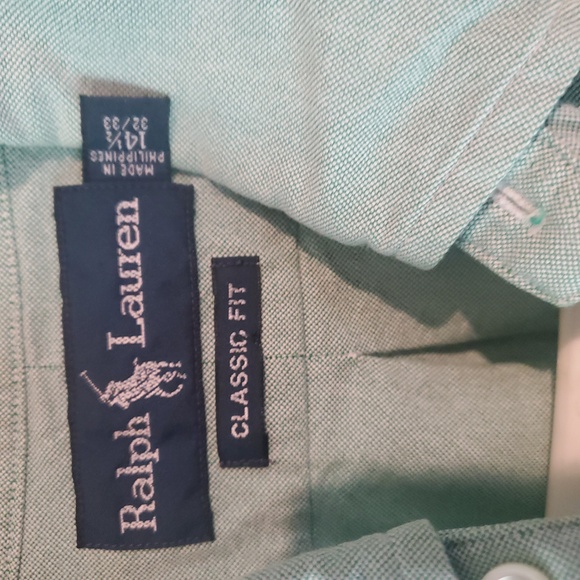 Ralph Lauren
CLASSIC FIT
14½
32/33
MADE IN
PHILIPPINES